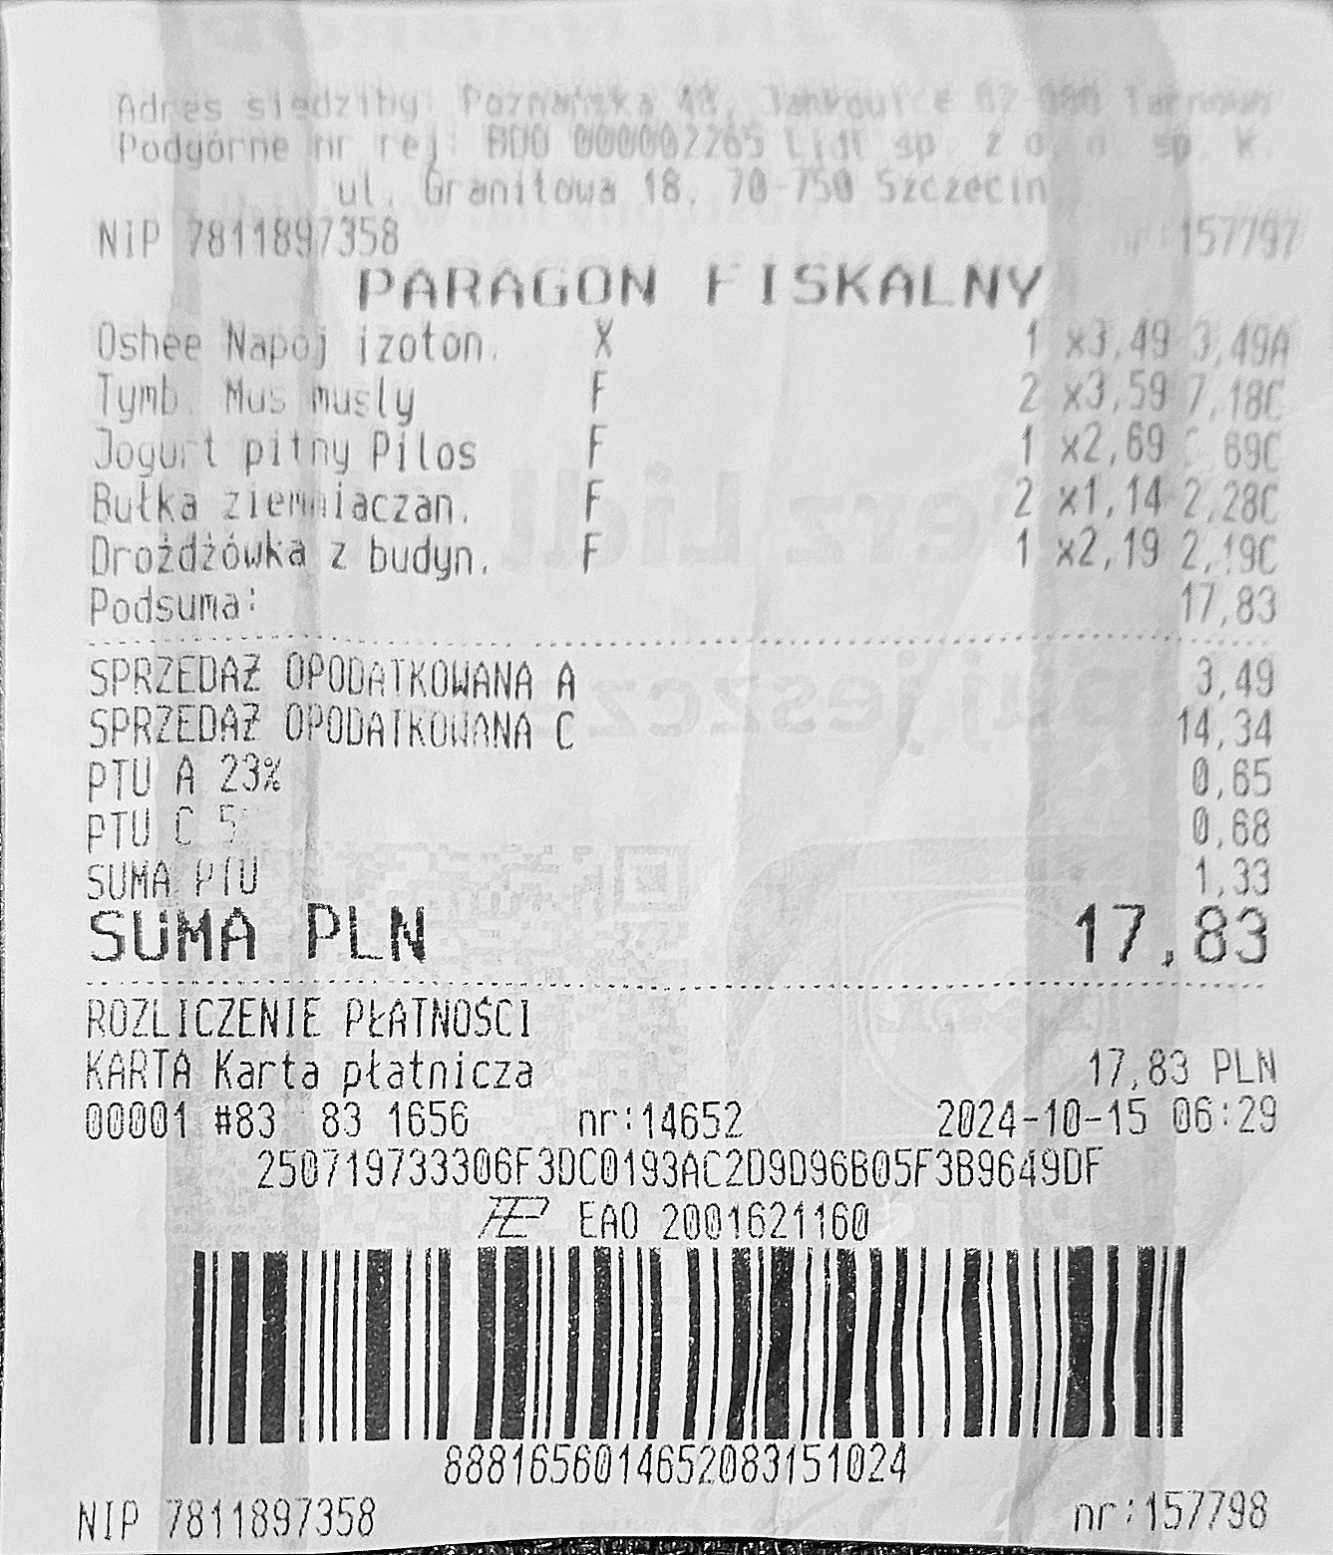 Adres siedziby: Poznańska 48, Jankowice 62-080 Tarnowo
Podgórne nr rej: BDO 000002265 Lidl sp. z o. o. sp. k.
ul. Granitowa 18, 70-750 Szczecin
NIP 7811897358 nr:157797
PARAGON FISKALNY
Oshee Napój izoton. X 1 x3,49 3,49A
Tymb. Mus musly F 2 x3,59 7,18C
Jogurt pitny Pilos F 1 x2,69 69C
Bułka ziemniaczan. F 2 x1,14 2,28C
Drożdżówka z budyn. F 1 x2,19 2,19C
Podsuma: 17,83
SPRZEDAŻ OPODATKOWANA A 3,49
SPRZEDAŻ OPODATKOWANA C 14,34
PTU A 23% 0,65
PTU C 5 0,68
SUMA PTU 1,33
SUMA PLN 17,83
ROZLICZENIE PŁATNOŚCI
KARTA Karta płatnicza 17,83 PLN
00001 #83 83 1656 nr:14652 2024-10-15 06:29
250719733306F3DC0193AC2D9D96B05F3B9649DF
EAO 2001621160
8881656014652083151024
NIP 7811897358 nr:157798